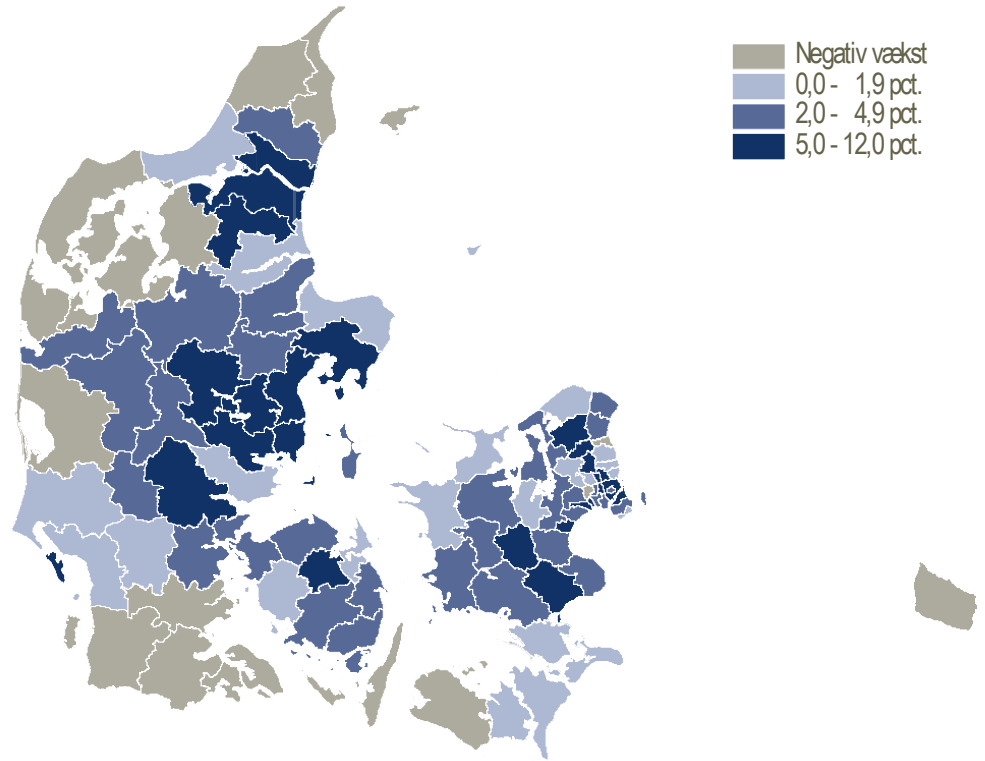 Negativ vækst
0,0 - 1,9 pct.
2,0 - 4,9 pct.
5,0 - 12,0 pct.